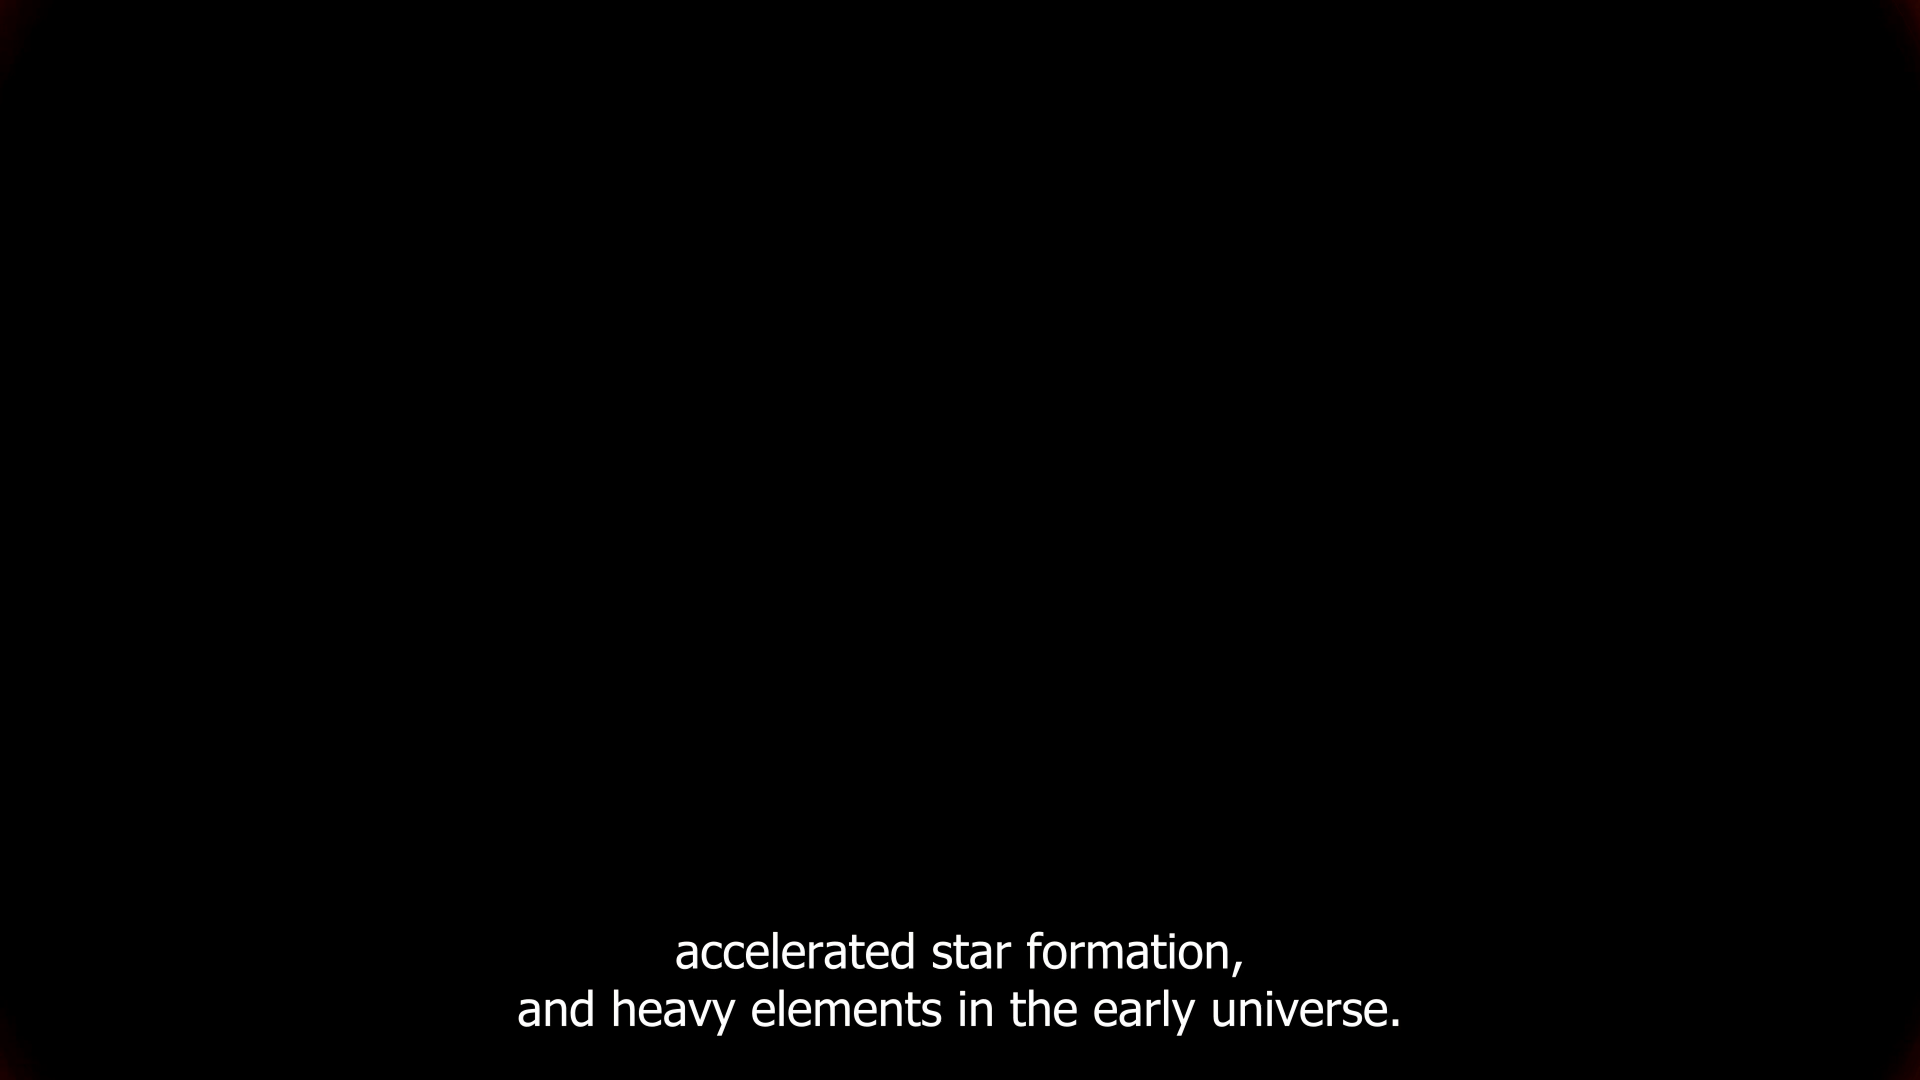 accelerated star formation,
and heavy elements in the early universe.